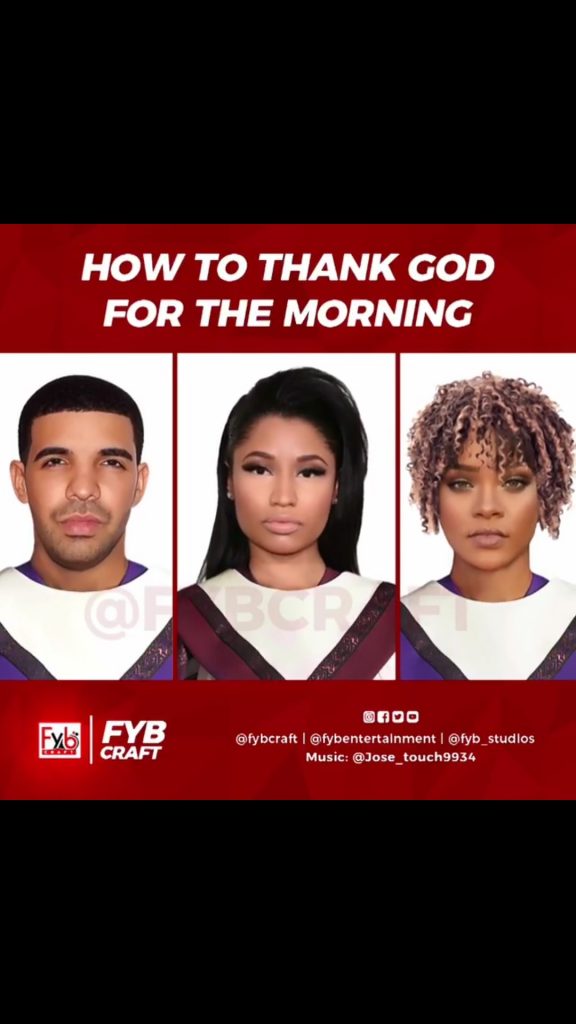 HOW TO THANK GOD
FOR THE MORNING
@FYBCRAFT
Fyb
CRAFT
FYB
CRAFT
@fybcraft | @fybentertainment | @fyb_studios
Music: @Jose_touch9934